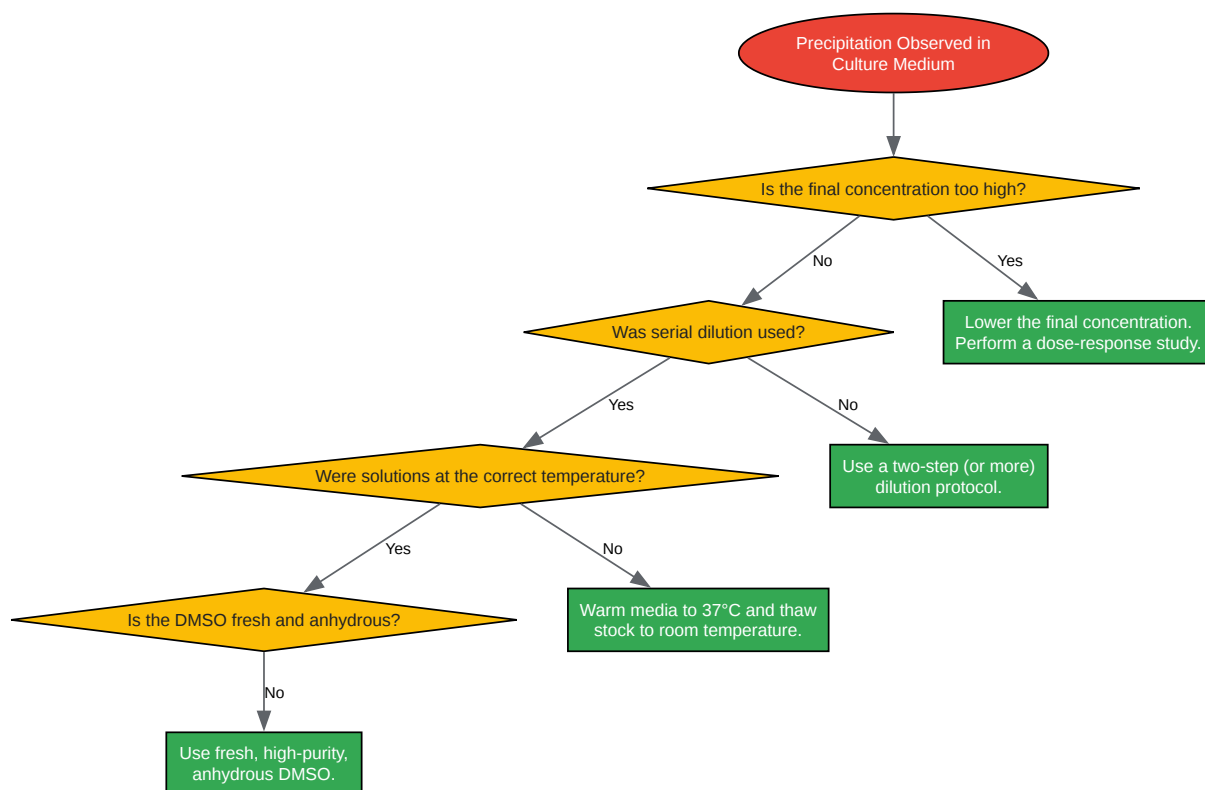 Precipitation Observed in
Culture Medium
Is the final concentration too high?
No
Yes
Was serial dilution used?
Lower the final concentration.
Perform a dose-response study.
Yes
No
Were solutions at the correct temperature?
Use a two-step (or more)
dilution protocol.
Yes
No
Is the DMSO fresh and anhydrous?
Warm media to 37°C and thaw
stock to room temperature.
No
Use fresh, high-purity,
anhydrous DMSO.